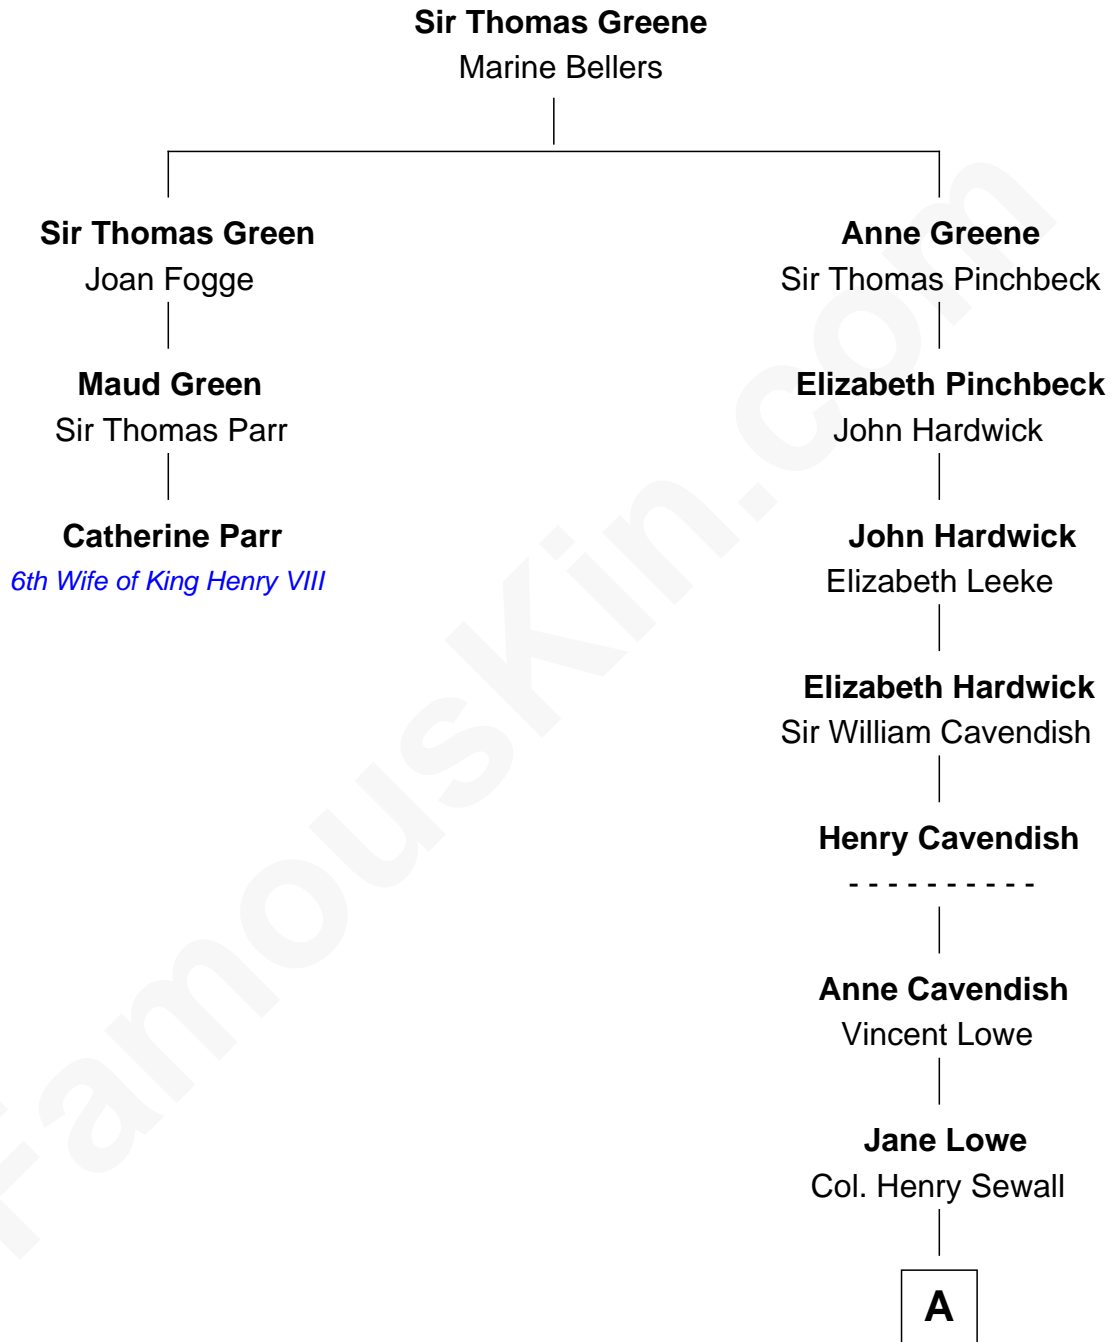 Sir Thomas Greene
Marine Bellers
Sir Thomas Green
Joan Fogge
Maud Green
Sir Thomas Parr
Catherine Parr
6th Wife of King Henry VIII
Anne Greene
Sir Thomas Pinchbeck
Elizabeth Pinchbeck
John Hardwick
John Hardwick
Elizabeth Leeke
Elizabeth Hardwick
Sir William Cavendish
Henry Cavendish
- - - - - - - - - -
Anne Cavendish
Vincent Lowe
Jane Lowe
Col. Henry Sewall
A
FamousKin.com